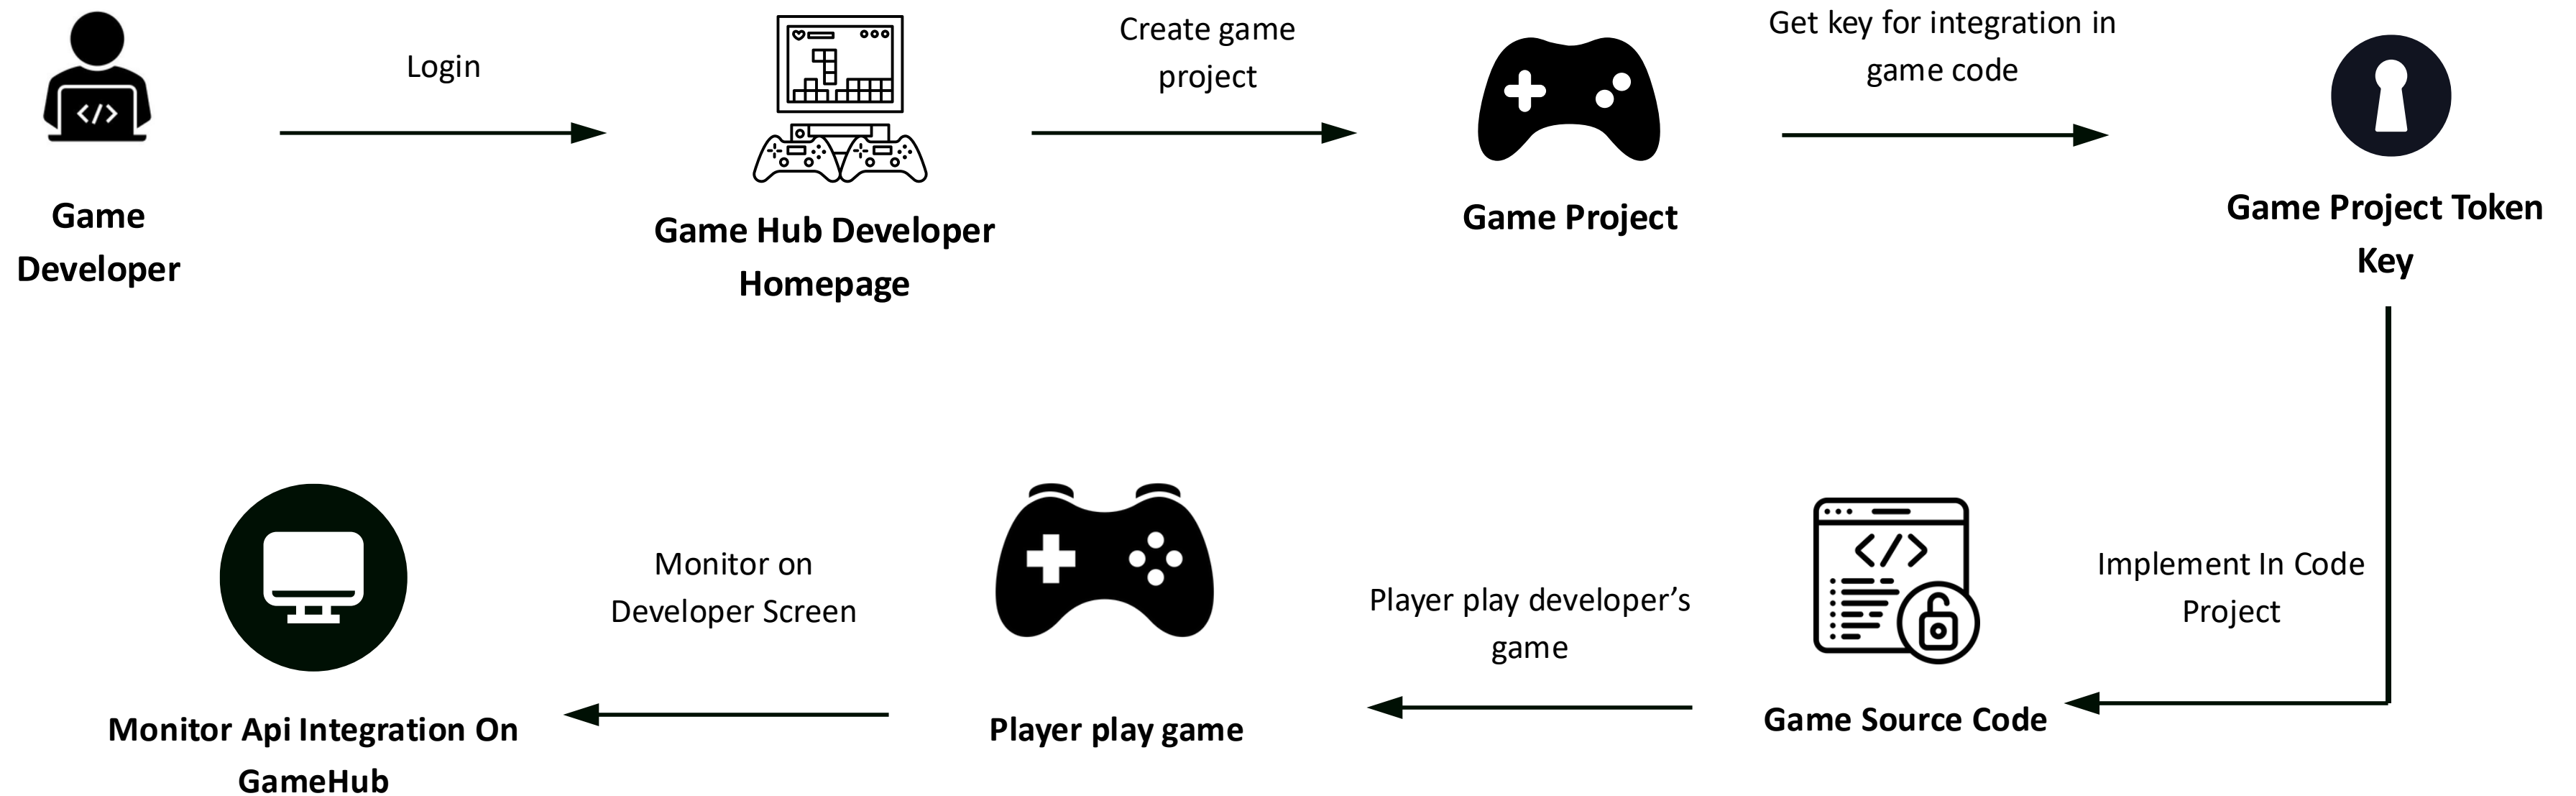 Login
Create game
project
Get key for integration in
game code
Game
Developer
Game Hub Developer
Homepage
Game Project
Game Project Token
Key
Implement In Code
Project
</>
Game Source Code
Player play developer’s
game
Player play game
Monitor on
Developer Screen
Monitor Api Integration On
GameHub
</>